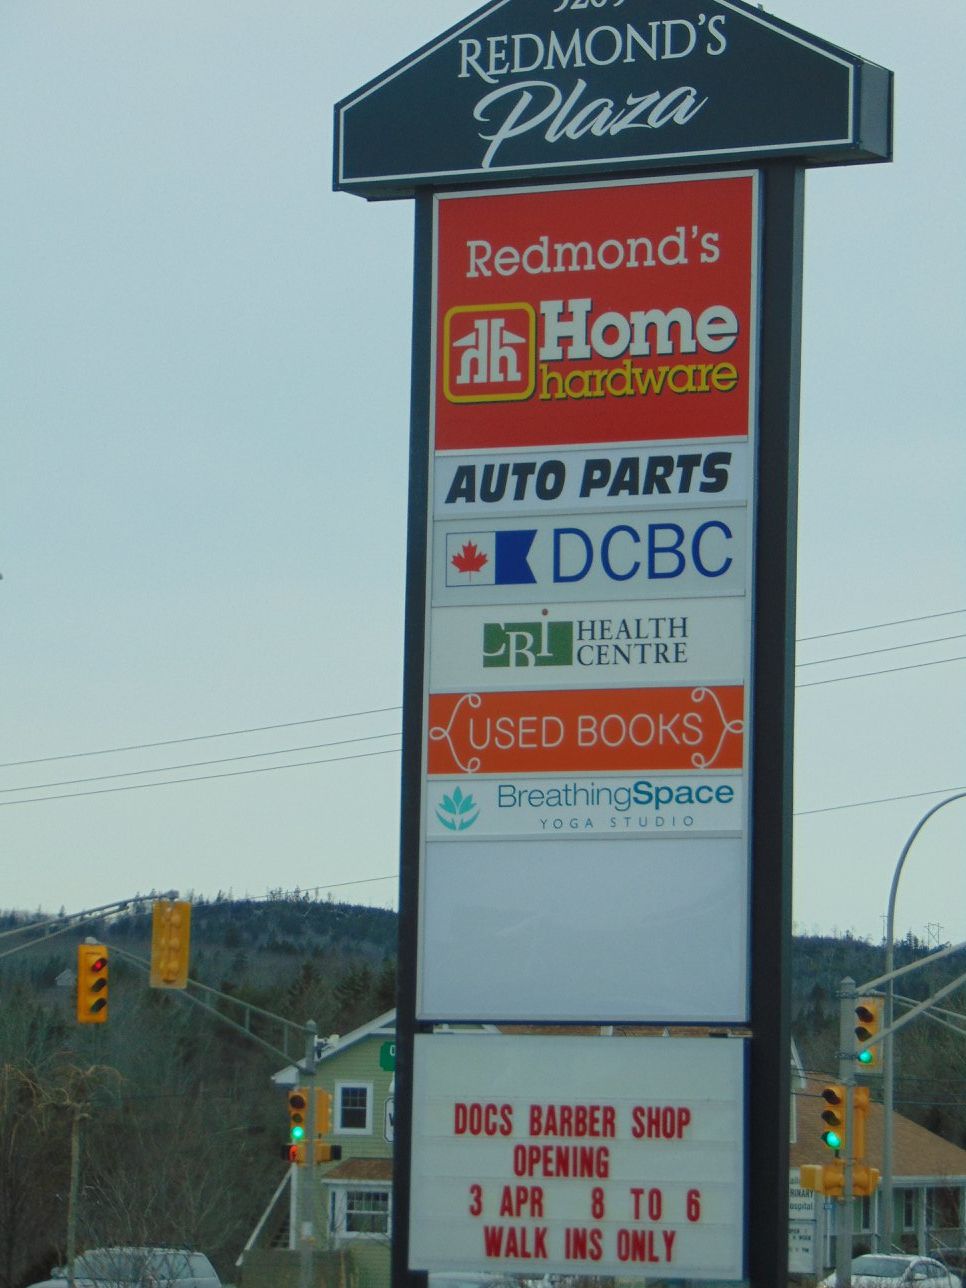 REDMOND'S
Plaza
Redmond's
Home
hardware
AUTO PARTS
DCBC
CRI HEALTH
CENTRE
USED BOOKS
BreathingSpace
YOGA STUDIO
DOCS BARBER SHOP
OPENING
3 APR 8 TO 6
WALK INS ONLY